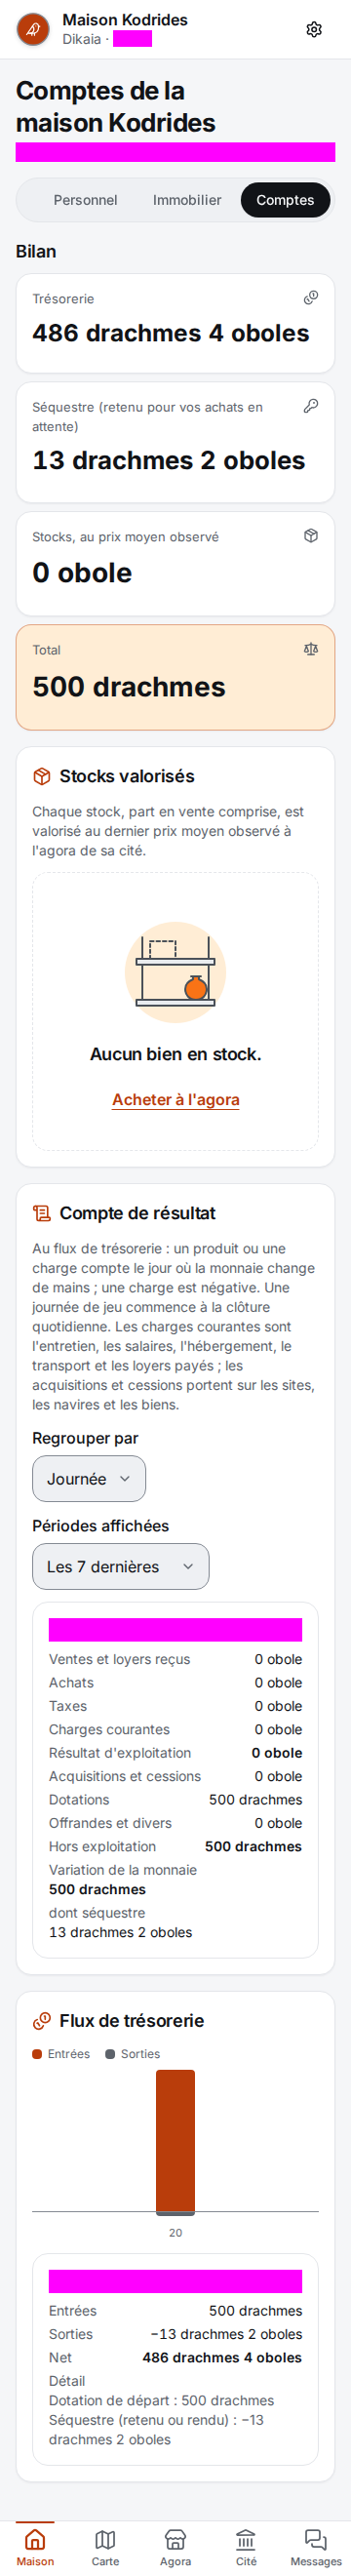 Maison Kodrides
Dikaia ·
Comptes de la
maison Kodrides
Personnel
Immobilier
Comptes
Bilan
Trésorerie
486 drachmes 4 oboles
Séquestre (retenu pour vos achats en
attente)
13 drachmes 2 oboles
Stocks, au prix moyen observé
0 obole
Total
500 drachmes
Stocks valorisés
Chaque stock, part en vente comprise, est
valorisé au dernier prix moyen observé à
l'agora de sa cité.
Aucun bien en stock.
Acheter à l'agora
Compte de résultat
Au flux de trésorerie : un produit ou une
charge compte le jour où la monnaie change
de mains ; une charge est négative. Une
journée de jeu commence à la clôture
quotidienne. Les charges courantes sont
l'entretien, les salaires, l'hébergement, le
transport et les loyers payés ; les
acquisitions et cessions portent sur les sites,
les navires et les biens.
Regrouper par
Journée
Périodes affichées
Les 7 dernières
Ventes et loyers reçus 0 obole
Achats 0 obole
Taxes 0 obole
Charges courantes 0 obole
Résultat d'exploitation 0 obole
Acquisitions et cessions 0 obole
Dotations 500 drachmes
Offrandes et divers 0 obole
Hors exploitation 500 drachmes
Variation de la monnaie
500 drachmes
dont séquestre
13 drachmes 2 oboles
Flux de trésorerie
Entrées Sorties
20
Entrées 500 drachmes
Sorties −13 drachmes 2 oboles
Net 486 drachmes 4 oboles
Détail
Dotation de départ : 500 drachmes
Séquestre (retenu ou rendu) : −13
drachmes 2 oboles
Maison
Carte
Agora
Cité
Messages